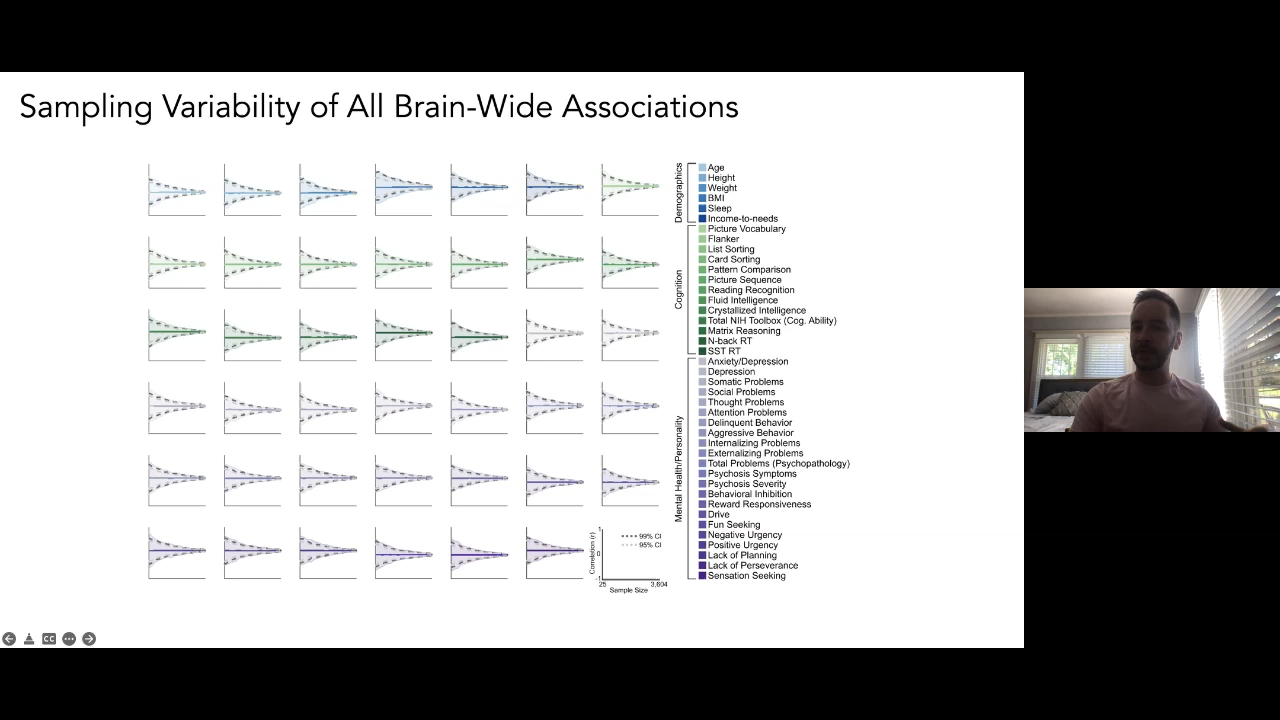 Sampling Variability of All Brain-Wide Associations
Demographics
Age
Height
Weight
BMI
Sleep
Income-to-needs
Cognition
Picture Vocabulary
Flanker
List Sorting
Card Sorting
Pattern Comparison
Picture Sequence
Reading Recognition
Fluid Intelligence
Crystallized Intelligence
Total NIH Toolbox (Cog. Ability)
Matrix Reasoning
N-back RT
SST RT
Mental Health/Personality
Anxiety/Depression
Depression
Somatic Problems
Social Problems
Thought Problems
Attention Problems
Delinquent Behavior
Aggressive Behavior
Internalizing Problems
Externalizing Problems
Total Problems (Psychopathology)
Psychosis Symptoms
Psychosis Severity
Behavioral Inhibition
Reward Responsiveness
Drive
Fun Seeking
Negative Urgency
Positive Urgency
Lack of Planning
Lack of Perseverance
Sensation Seeking
1
99% CI
95% CI
Correlation (r)
0
-1
25
3,604
Sample Size
CC